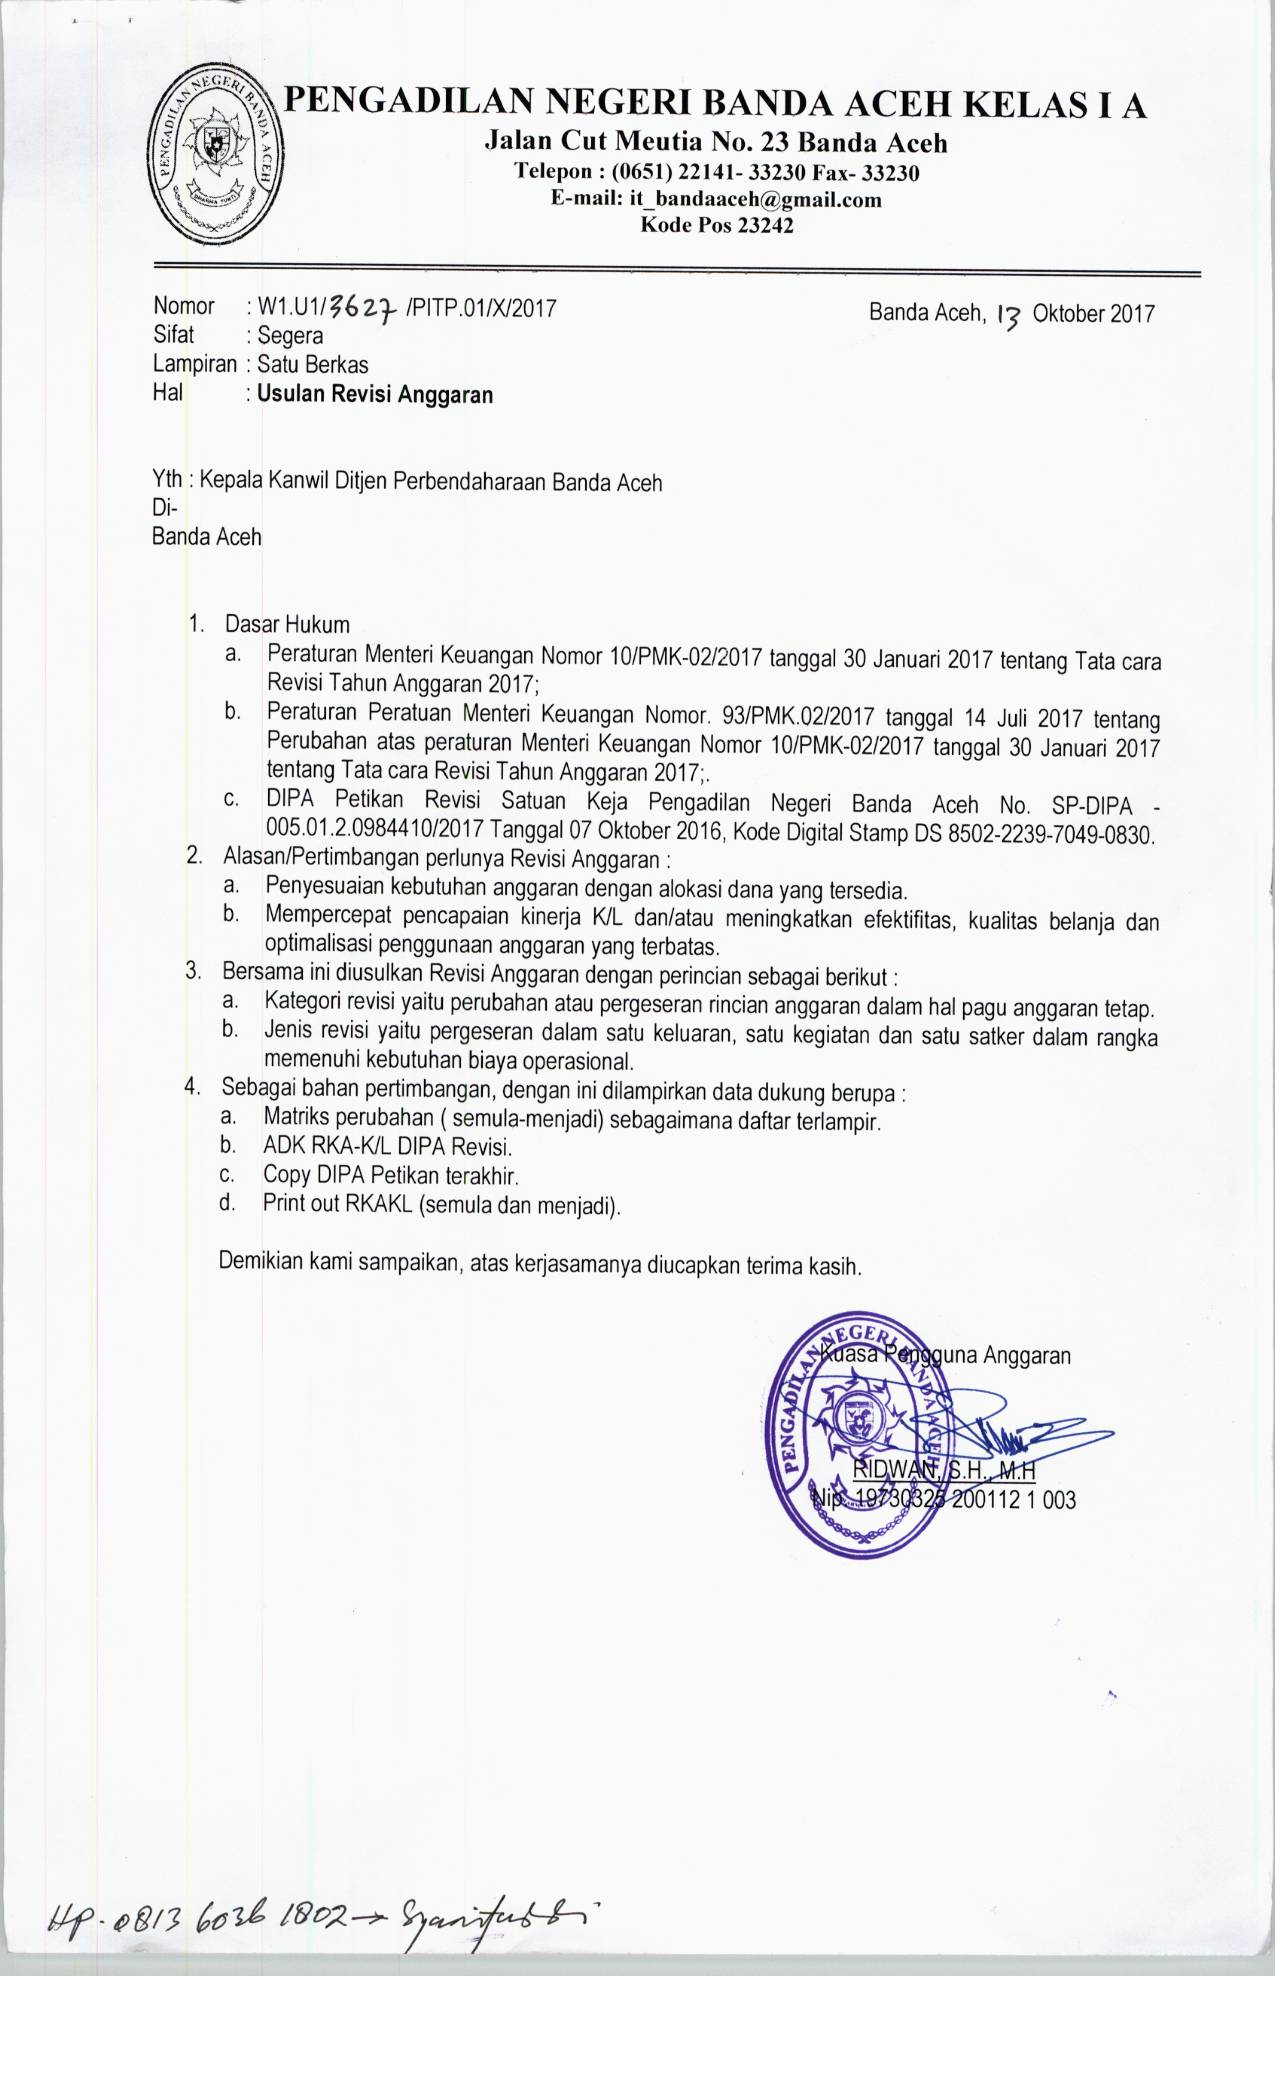 PENGADILAN NEGERI BANDA ACEH
DHARMA YUKTI
PENGADILAN NEGERI BANDA ACEH KELAS I A
Jalan Cut Meutia No. 23 Banda Aceh
Telepon : (0651) 22141- 33230 Fax- 33230
E-mail: it_bandaaceh@gmail.com
Kode Pos 23242
Nomor : W1.U1/3627 /PITP.01/X/2017
Banda Aceh, 13 Oktober 2017
Sifat : Segera
Lampiran : Satu Berkas
Hal : Usulan Revisi Anggaran
Yth : Kepala Kanwil Ditjen Perbendaharaan Banda Aceh
Di-
Banda Aceh
1. Dasar Hukum
a. Peraturan Menteri Keuangan Nomor 10/PMK-02/2017 tanggal 30 Januari 2017 tentang Tata cara
Revisi Tahun Anggaran 2017;
b. Peraturan Peratuan Menteri Keuangan Nomor. 93/PMK.02/2017 tanggal 14 Juli 2017 tentang
Perubahan atas peraturan Menteri Keuangan Nomor 10/PMK-02/2017 tanggal 30 Januari 2017
tentang Tata cara Revisi Tahun Anggaran 2017;.
c. DIPA Petikan Revisi Satuan Keja Pengadilan Negeri Banda Aceh No. SP-DIPA -
005.01.2.0984410/2017 Tanggal 07 Oktober 2016, Kode Digital Stamp DS 8502-2239-7049-0830.
2. Alasan/Pertimbangan perlunya Revisi Anggaran :
a. Penyesuaian kebutuhan anggaran dengan alokasi dana yang tersedia.
b. Mempercepat pencapaian kinerja K/L dan/atau meningkatkan efektifitas, kualitas belanja dan
optimalisasi penggunaan anggaran yang terbatas.
3. Bersama ini diusulkan Revisi Anggaran dengan perincian sebagai berikut :
a. Kategori revisi yaitu perubahan atau pergeseran rincian anggaran dalam hal pagu anggaran tetap.
b. Jenis revisi yaitu pergeseran dalam satu keluaran, satu kegiatan dan satu satker dalam rangka
memenuhi kebutuhan biaya operasional.
4. Sebagai bahan pertimbangan, dengan ini dilampirkan data dukung berupa :
a. Matriks perubahan ( semula-menjadi) sebagaimana daftar terlampir.
b. ADK RKA-K/L DIPA Revisi.
c. Copy DIPA Petikan terakhir.
d. Print out RKAKL (semula dan menjadi).
Demikian kami sampaikan, atas kerjasamanya diucapkan terima kasih.
Kuasa Pengguna Anggaran
PENGADILAN NEGERI BANDA ACEH
RIDWAN, S.H., M.H
Nip. 19730325 200112 1 003
HP. 0813 6036 1802 →